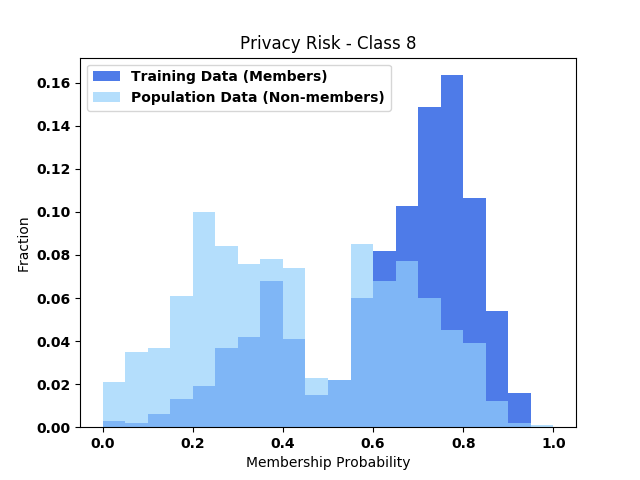 Privacy Risk - Class 8
Training Data (Members)
Population Data (Non-members)
0.16
0.14
0.12
0.10
0.08
0.06
0.04
0.02
0.00
Fraction
0.0 0.2 0.4 0.6 0.8 1.0
Membership Probability